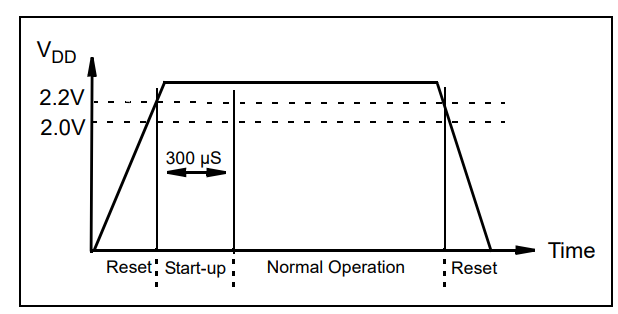 VDD
2.2V
2.0V
300 µS
Time
Reset Start-up Normal Operation Reset